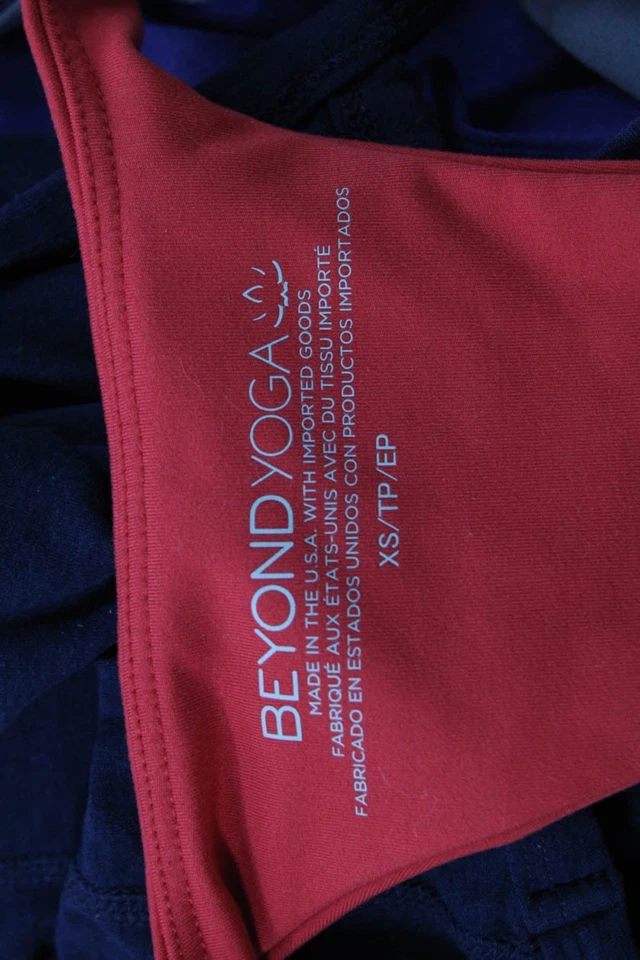 BEYOND YOGA
MADE IN THE U.S.A. WITH IMPORTED GOODS
FABRIQUÉ AUX ÉTATS-UNIS AVEC DU TISSU IMPORTÉ
FABRICADO EN ESTADOS UNIDOS CON PRODUCTOS IMPORTADOS
XS/TP/EP